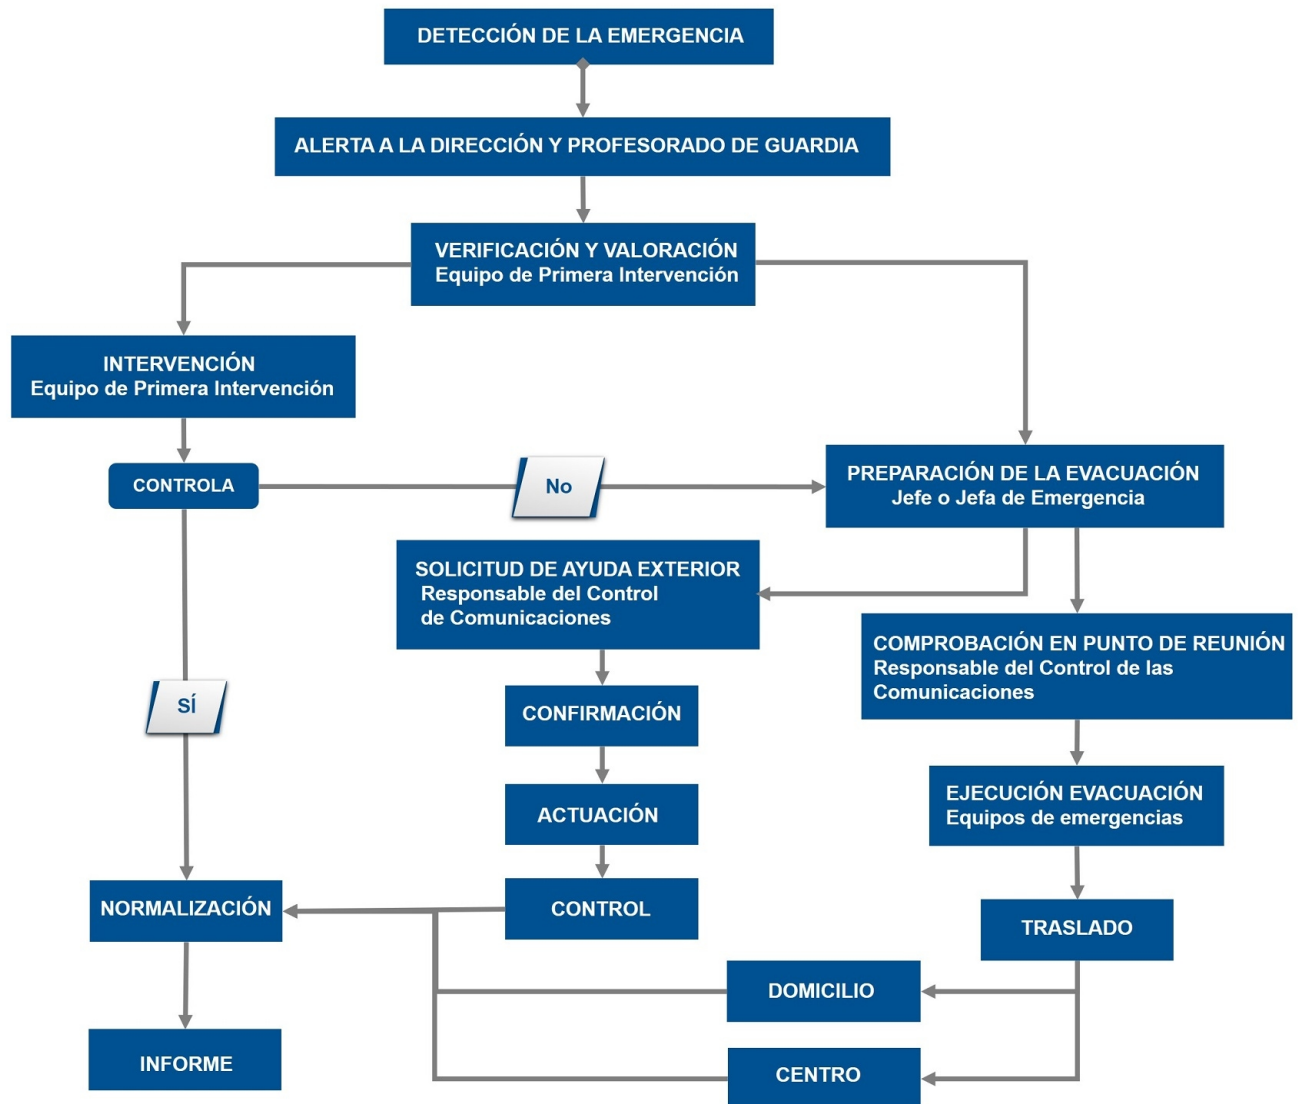 DETECCIÓN DE LA EMERGENCIA
ALERTA A LA DIRECCIÓN Y PROFESORADO DE GUARDIA
VERIFICACIÓN Y VALORACIÓN
Equipo de Primera Intervención
INTERVENCIÓN
Equipo de Primera Intervención
CONTROLA
No
PREPARACIÓN DE LA EVACUACIÓN
Jefe o Jefa de Emergencia
SOLICITUD DE AYUDA EXTERIOR
Responsable del Control
de Comunicaciones
COMPROBACIÓN EN PUNTO DE REUNIÓN
Responsable del Control de las
Comunicaciones
SÍ
CONFIRMACIÓN
EJECUCIÓN EVACUACIÓN
Equipos de emergencias
ACTUACIÓN
NORMALIZACIÓN
CONTROL
TRASLADO
DOMICILIO
INFORME
CENTRO